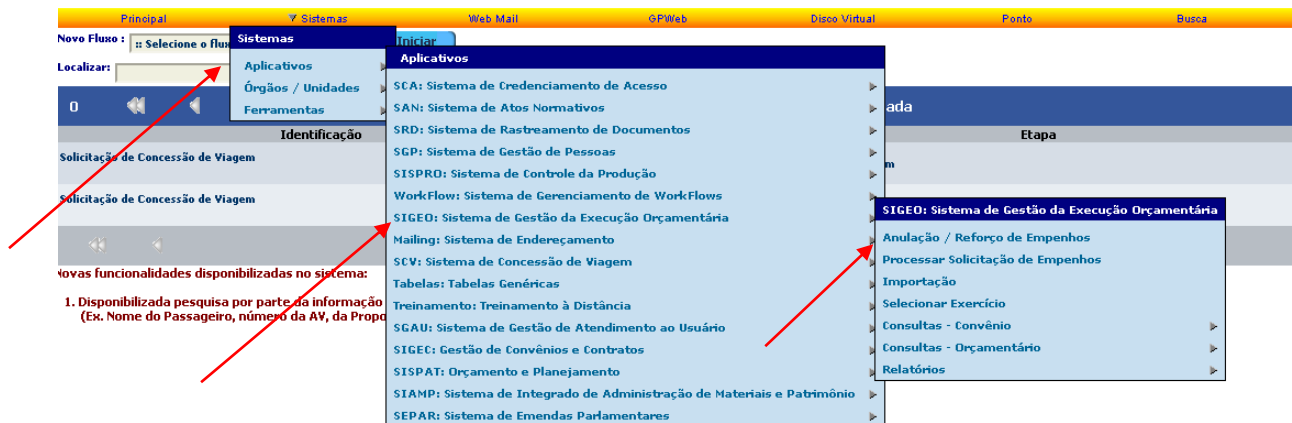 Principal Sistemas Web Mail GPWeb Disco Virtual Ponto Busca
Novo Fluxo : :: Selecione o flux Iniciar
Localizar:
Sistemas
Aplicativos
Órgãos / Unidades
Ferramentas
Aplicativos
SCA: Sistema de Credenciamento de Acesso
SAN: Sistema de Atos Normativos
SRD: Sistema de Rastreamento de Documentos
SGP: Sistema de Gestão de Pessoas
SISPRO: Sistema de Controle da Produção
WorkFlow: Sistema de Gerenciamento de WorkFlows
SIGEO: Sistema de Gestão da Execução Orçamentária
Mailing: Sistema de Endereçamento
SCV: Sistema de Concessão de Viagem
Tabelas: Tabelas Genéricas
Treinamento: Treinamento à Distância
SGAU: Sistema de Gestão de Atendimento ao Usuário
SIGEC: Gestão de Convênios e Contratos
SISPAT: Orçamento e Planejamento
SIAMP: Sistema de Integrado de Administração de Materiais e Patrimônio
SEPAR: Sistema de Emendas Parlamentares
SIGEO: Sistema de Gestão da Execução Orçamentária
Anulação / Reforço de Empenhos
Processar Solicitação de Empenhos
Importação
Selecionar Exercício
Consultas - Convênio
Consultas - Orçamentário
Relatórios
0 ada
Identificação Etapa
Solicitação de Concessão de Viagem m
Solicitação de Concessão de Viagem
Novas funcionalidades disponibilizadas no sistema:
1. Disponibilizada pesquisa por parte da informação
(Ex. Nome do Passageiro, número da AV, da Propo